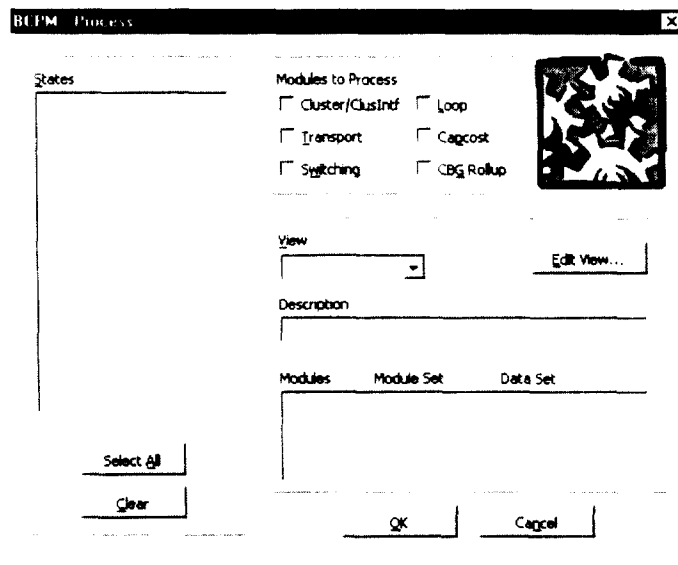 BCPM Process
States
Modules to Process
Cluster/ClusIntf
Loop
Transport
Capcost
Switching
CBG Rollup
View
Edit View...
Description
Modules Module Set Data Set
Select All
Clear
OK Cancel